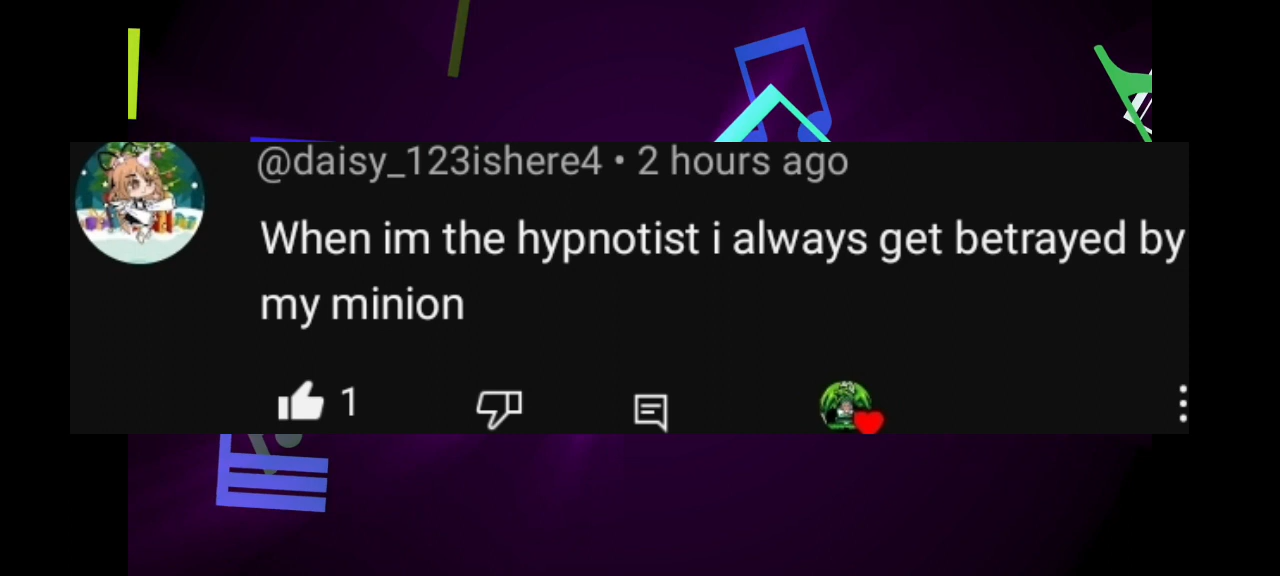 @daisy_123ishere4 • 2 hours ago
When im the hypnotist i always get betrayed by
my minion
1